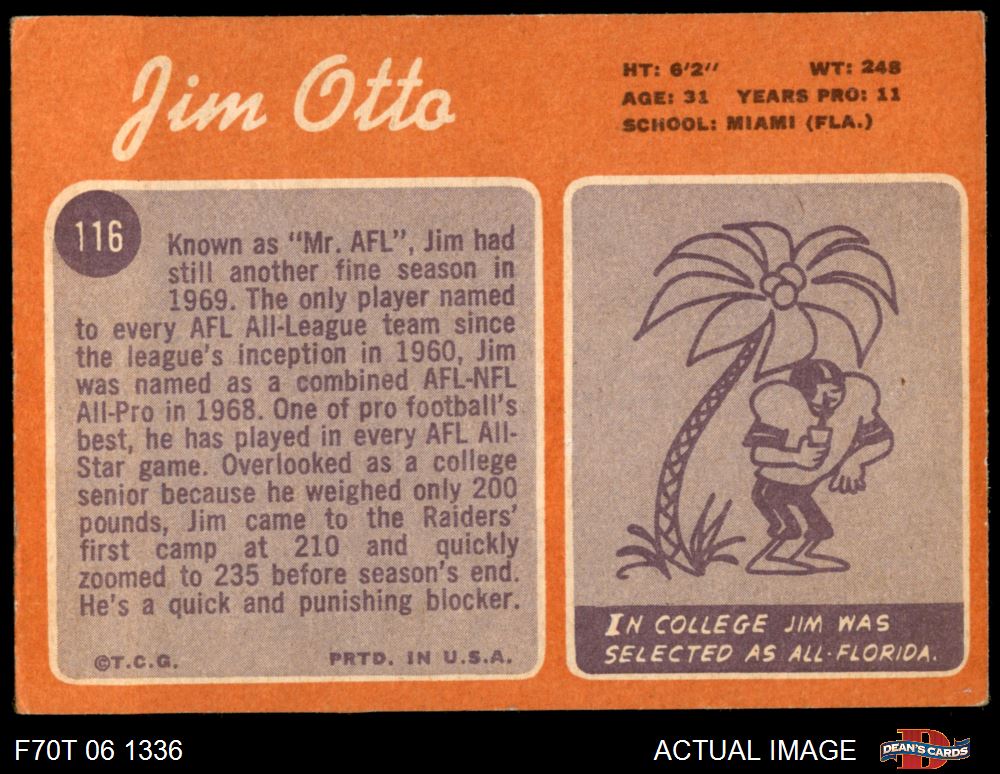 Jim Otto
HT: 6'2" WT: 248
AGE: 31 YEARS PRO: 11
SCHOOL: MIAMI (FLA.)
116
Known as "Mr. AFL", Jim had
still another fine season in
1969. The only player named
to every AFL All-League team since
the league's inception in 1960, Jim
was named as a combined AFL-NFL
All-Pro in 1968. One of pro football's
best, he has played in every AFL All-
Star game. Overlooked as a college
senior because he weighed only 200
pounds, Jim came to the Raiders'
first camp at 210 and quickly
zoomed to 235 before season's end.
He's a quick and punishing blocker.
©T.C.G. PRTD. IN U.S.A.
IN COLLEGE JIM WAS
SELECTED AS ALL-FLORIDA.
F70T 06 1336 ACTUAL IMAGE DEAN'S CARDS